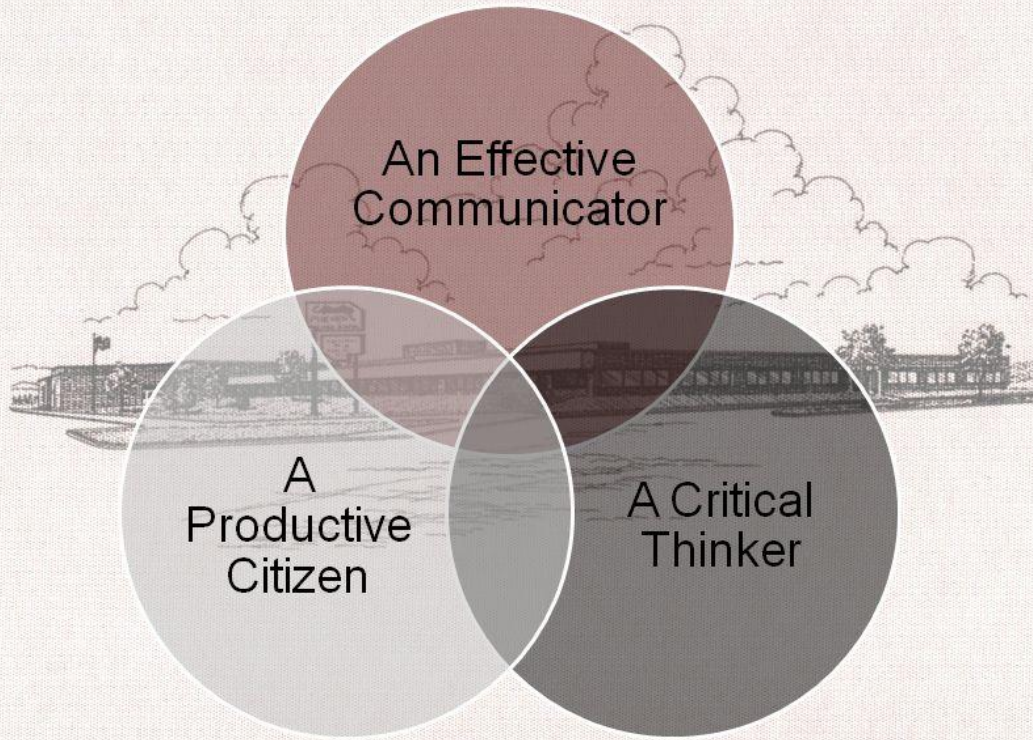 An Effective
Communicator
A
Productive
Citizen
A Critical
Thinker